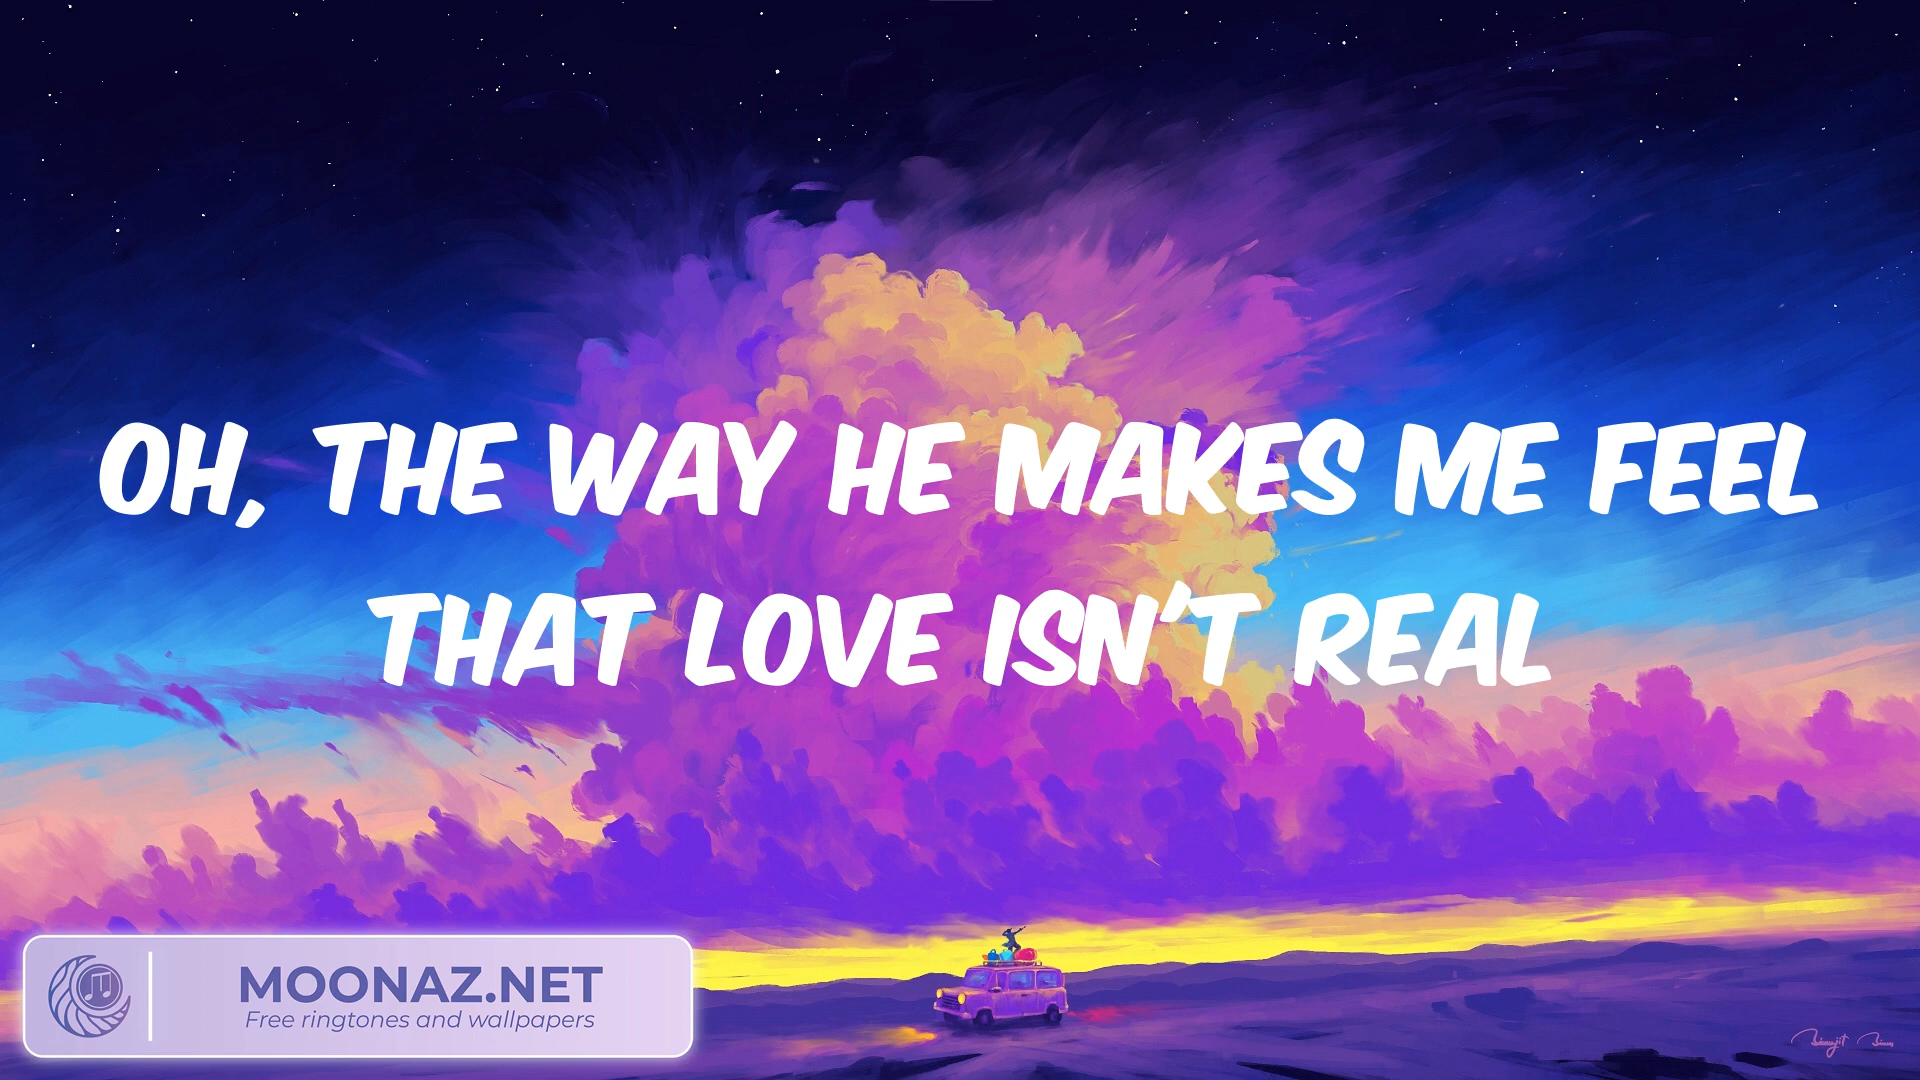 OH, THE WAY HE MAKES ME FEEL
THAT LOVE ISN'T REAL
MOONAZ.NET
Free ringtones and wallpapers